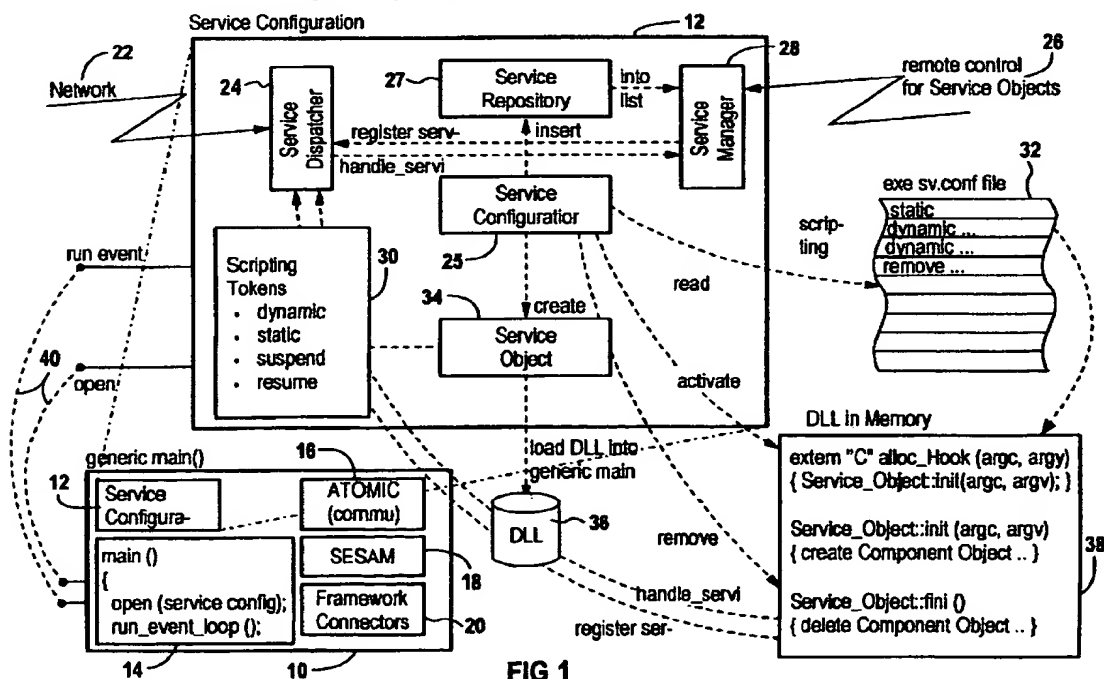 Service Configuration
12
22
Network
24
Service
Dispatcher
27
Service
Repository
into
list
28
Service
Manager
26
remote control
for Service Objects
register serv-
handle_servi
insert
Service
Configuratior
25
32
exe sv.conf file
static
dynamic ...
dynamic ...
remove ...
scrip-
ting
run event
30
Scripting
Tokens
• dynamic
• static
• suspend
• resume
create
34
Service
Object
read
40
open
activate
load DLL into
generic main
DLL in Memory
extern "C" alloc_Hook (argc, argy)
{ Service_Object::init(argc, argv); }
Service_Object::init (argc, argv)
{ create Component Object .. }
Service_Object::fini ()
{ delete Component Object .. }
38
generic main()
12
Service
Configura-
16
ATOMIC
(commu)
DLL
36
remove
main ()
{
open (service config);
run_event_loop ();
SESAM
18
Framework
Connectors
20
handle_servi
register ser-
14
10
FIG 1